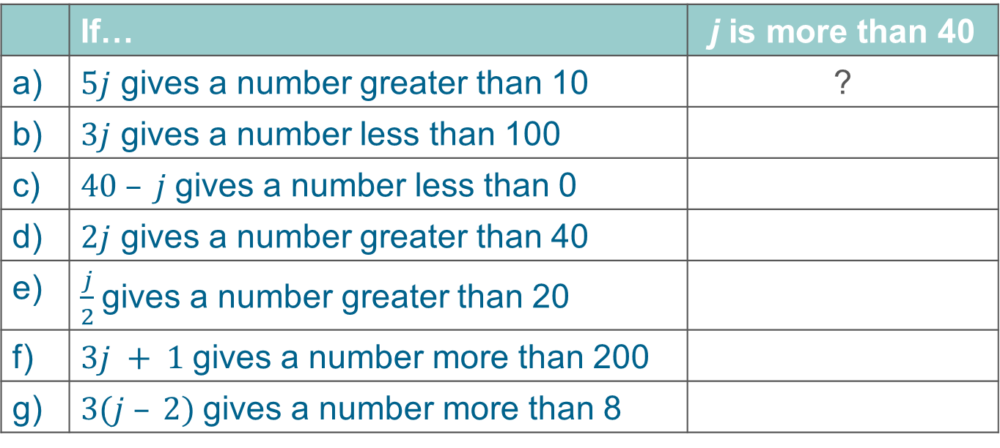 If… j is more than 40
a) 5j gives a number greater than 10 ?
b) 3j gives a number less than 100
c) 40 – j gives a number less than 0
d) 2j gives a number greater than 40
e) j/2 gives a number greater than 20
f) 3j + 1 gives a number more than 200
g) 3(j – 2) gives a number more than 8